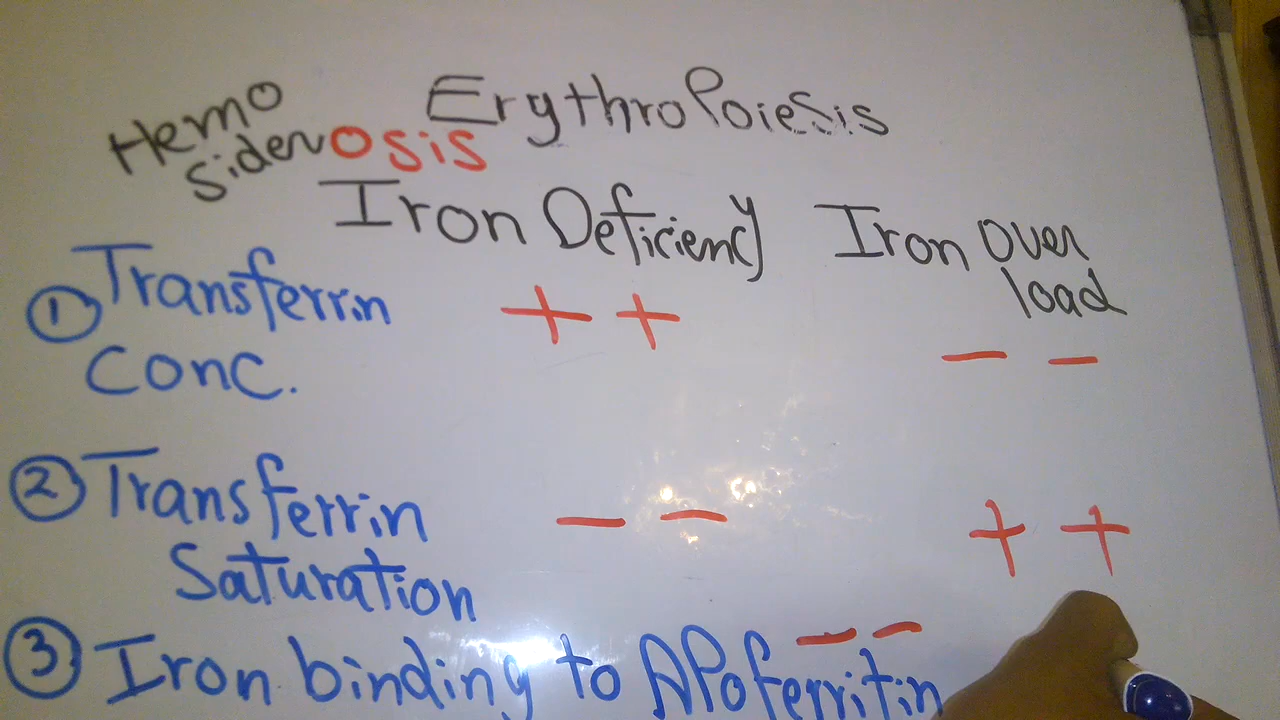 ErythroPoiesis
Hemo
siderosis
Iron Deficiency Iron over
load
① Transferrin + +
Conc. - -
② Transferrin - - + +
Saturation
③ Iron binding to APoferritin - -